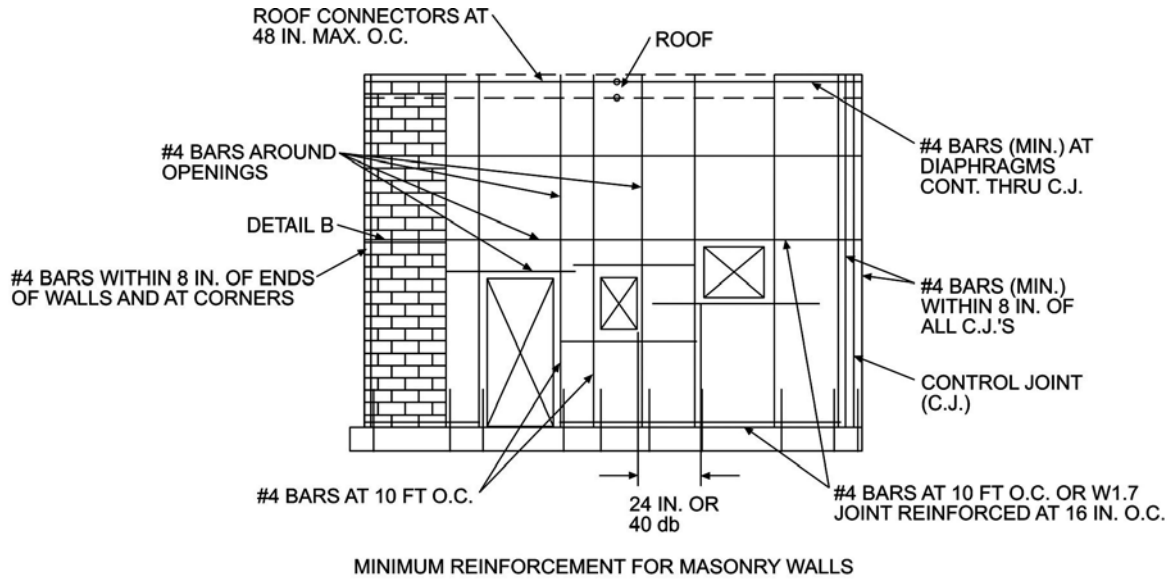 ROOF CONNECTORS AT
48 IN. MAX. O.C.
ROOF
#4 BARS AROUND
OPENINGS
#4 BARS (MIN.) AT
DIAPHRAGMS
CONT. THRU C.J.
DETAIL B
#4 BARS WITHIN 8 IN. OF ENDS
OF WALLS AND AT CORNERS
#4 BARS (MIN.)
WITHIN 8 IN. OF
ALL C.J.'S
CONTROL JOINT
(C.J.)
#4 BARS AT 10 FT O.C.
24 IN. OR
40 db
#4 BARS AT 10 FT O.C. OR W1.7
JOINT REINFORCED AT 16 IN. O.C.
MINIMUM REINFORCEMENT FOR MASONRY WALLS